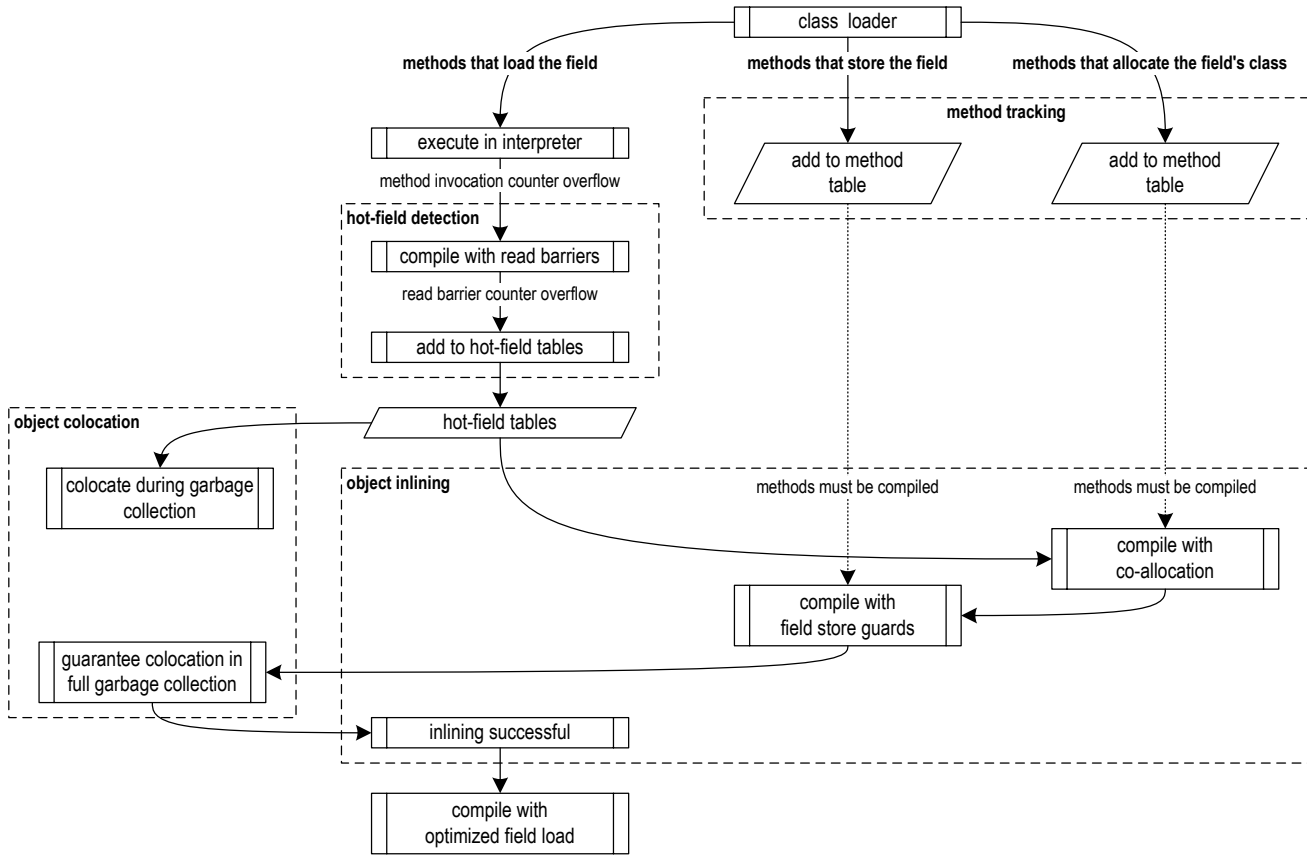 class loader
methods that load the field
methods that store the field
methods that allocate the field's class
method tracking
execute in interpreter
add to method
table
add to method
table
method invocation counter overflow
hot-field detection
compile with read barriers
read barrier counter overflow
add to hot-field tables
object colocation
hot-field tables
colocate during garbage
collection
object inlining
methods must be compiled
methods must be compiled
compile with
co-allocation
compile with
field store guards
guarantee colocation in
full garbage collection
inlining successful
compile with
optimized field load